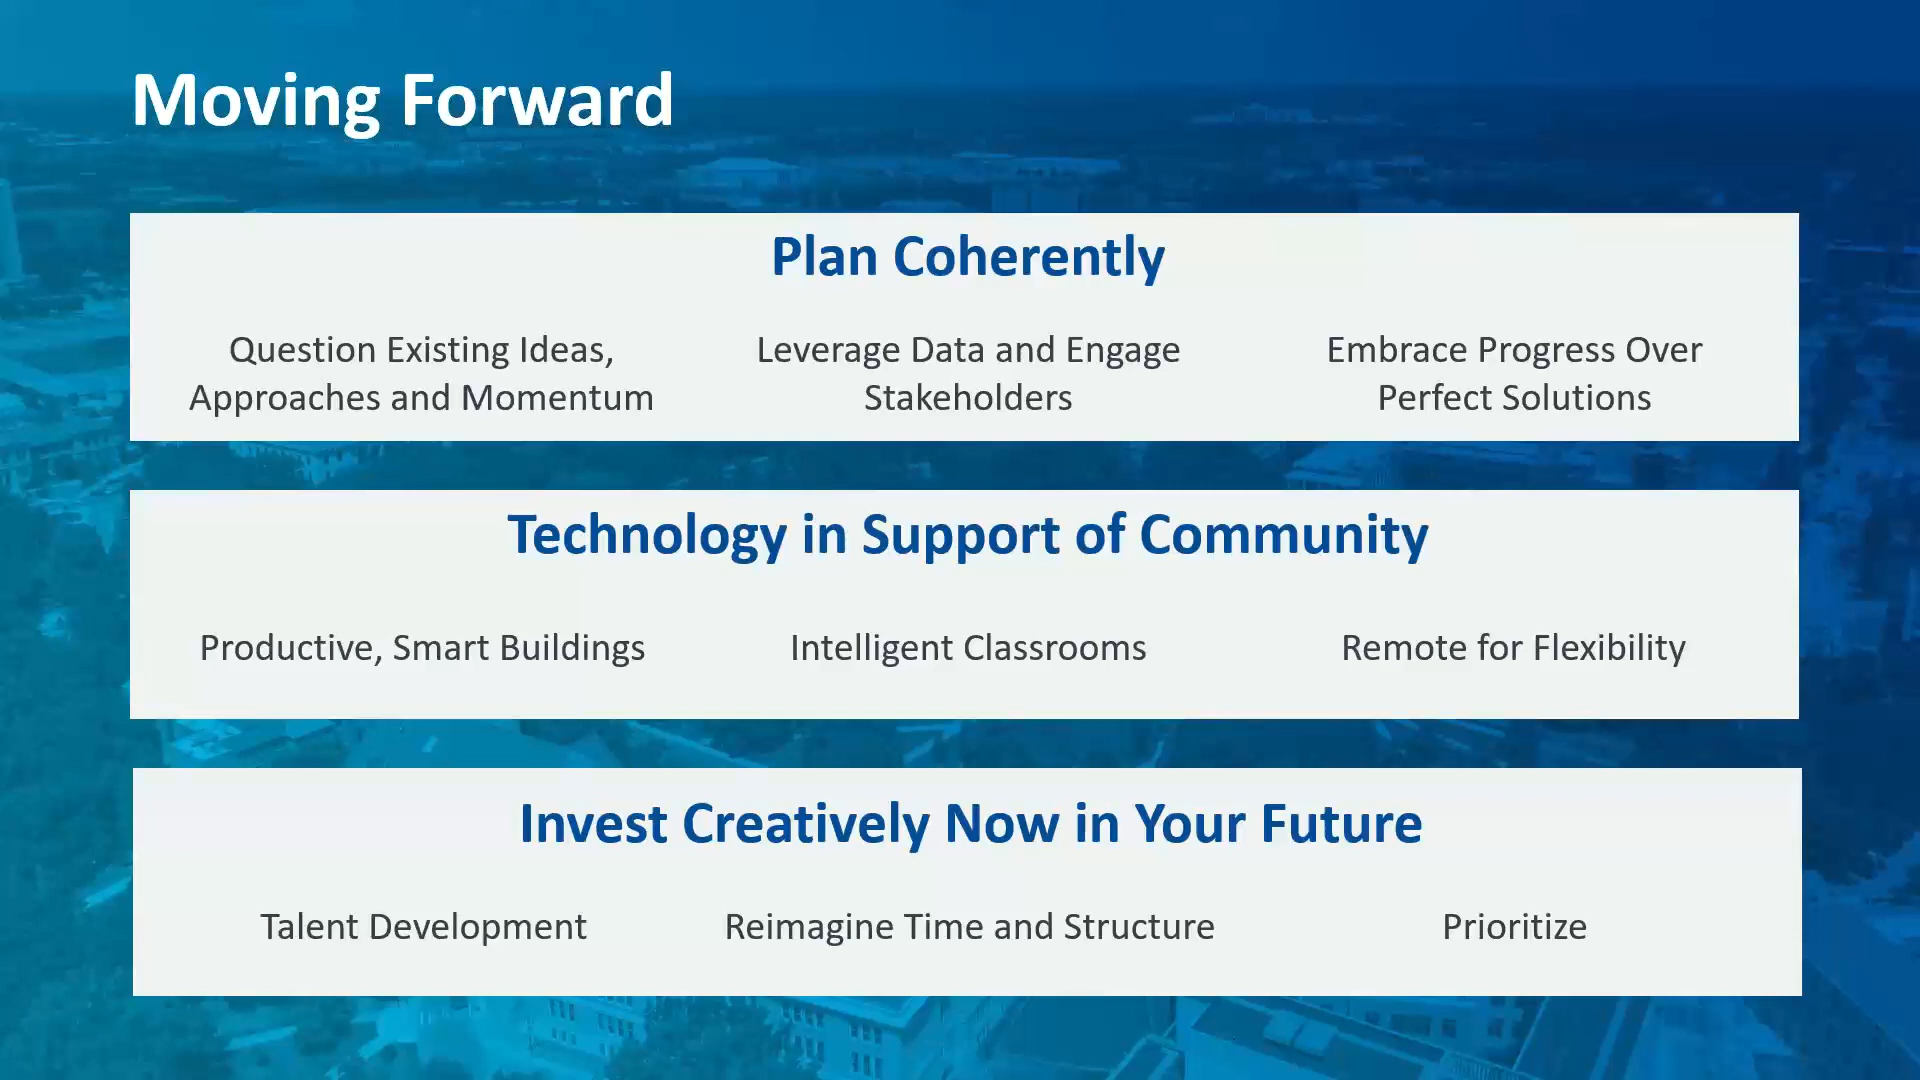 Moving Forward
Plan Coherently
Question Existing Ideas,
Approaches and Momentum
Leverage Data and Engage
Stakeholders
Embrace Progress Over
Perfect Solutions
Technology in Support of Community
Productive, Smart Buildings
Intelligent Classrooms
Remote for Flexibility
Invest Creatively Now in Your Future
Talent Development
Reimagine Time and Structure
Prioritize